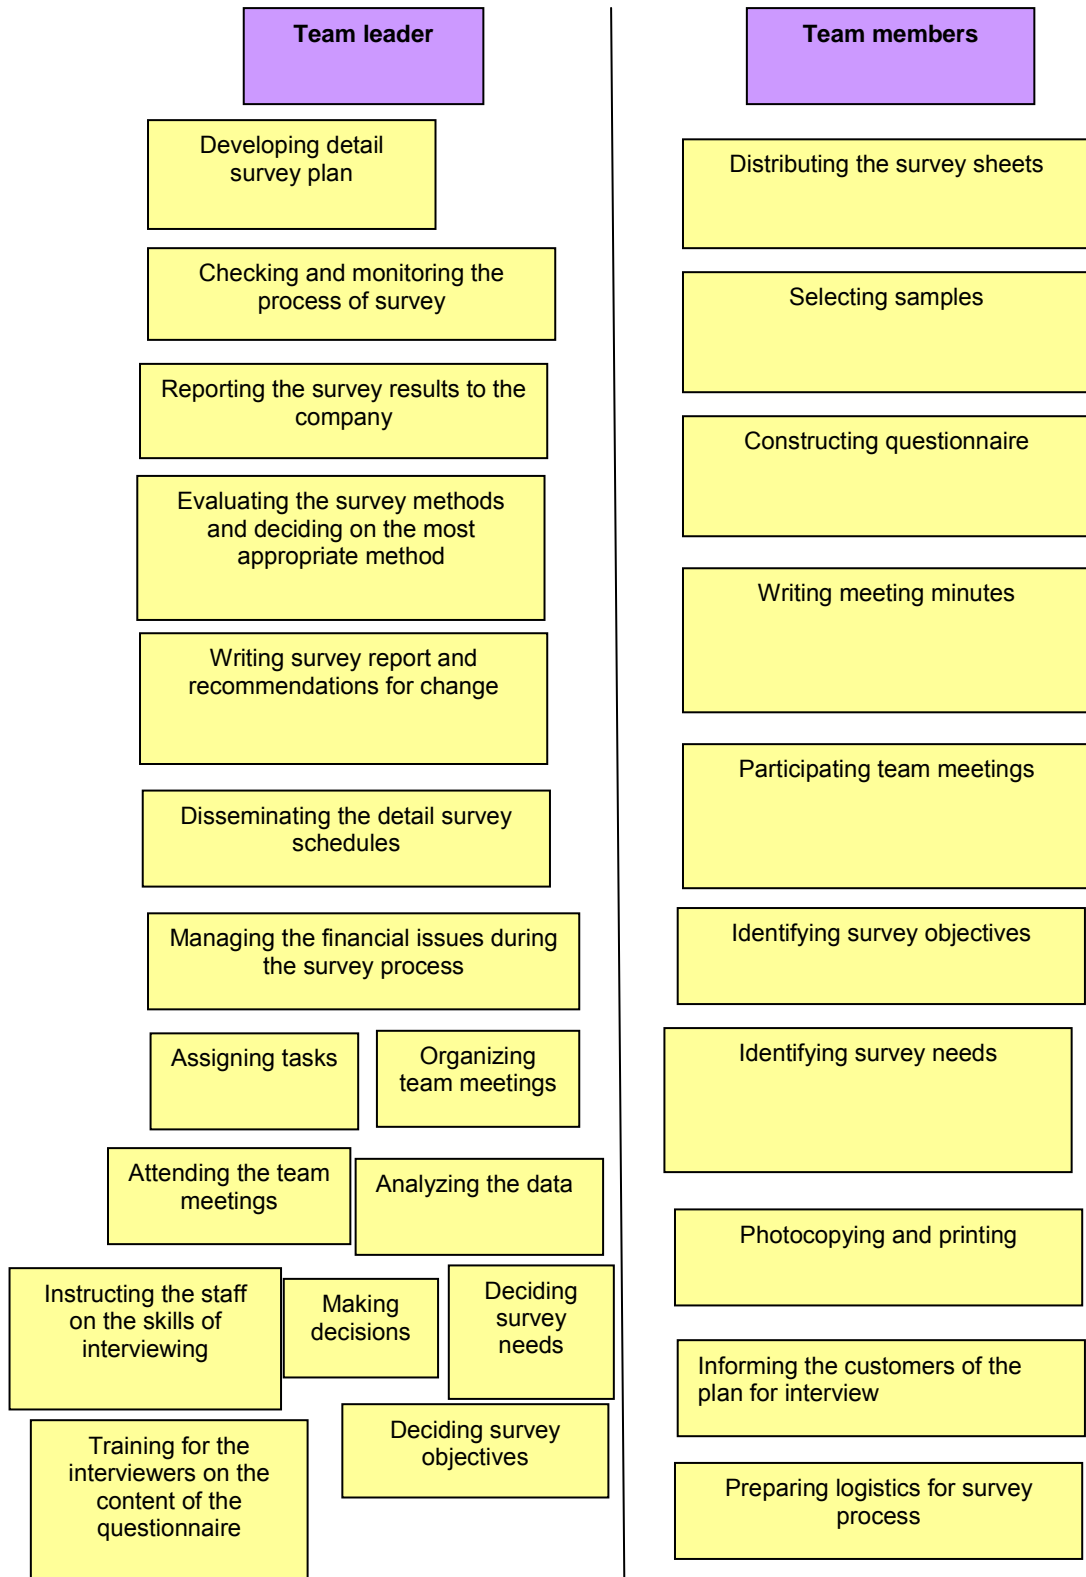 Team leader
Developing detail
survey plan
Checking and monitoring the
process of survey
Reporting the survey results to the
company
Evaluating the survey methods
and deciding on the most
appropriate method
Writing survey report and
recommendations for change
Disseminating the detail survey
schedules
Managing the financial issues during
the survey process
Assigning tasks
Organizing
team meetings
Attending the team
meetings
Analyzing the data
Instructing the staff
on the skills of
interviewing
Making
decisions
Deciding
survey
needs
Training for the
interviewers on the
content of the
questionnaire
Deciding survey
objectives
Team members
Distributing the survey sheets
Selecting samples
Constructing questionnaire
Writing meeting minutes
Participating team meetings
Identifying survey objectives
Identifying survey needs
Photocopying and printing
Informing the customers of the
plan for interview
Preparing logistics for survey
process